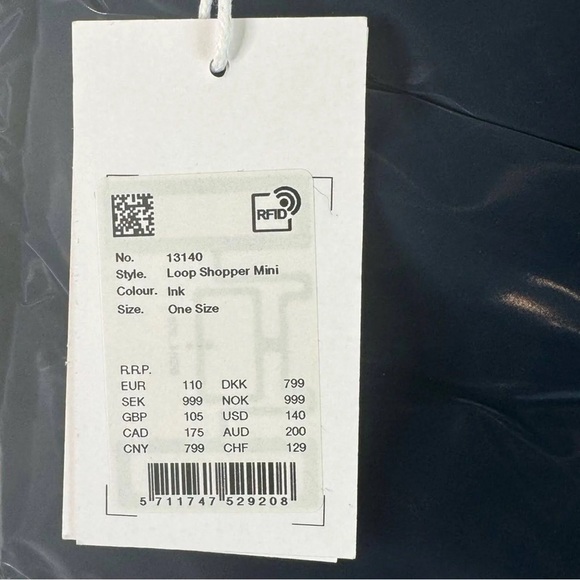 RFID
No. 13140
Style. Loop Shopper Mini
Colour. Ink
Size. One Size
R.R.P.
EUR 110 DKK 799
SEK 999 NOK 999
GBP 105 USD 140
CAD 175 AUD 200
CNY 799 CHF 129
5 711747 529208